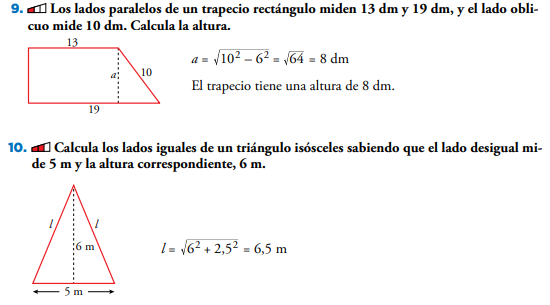 9. Los lados paralelos de un trapecio rectángulo miden 13 dm y 19 dm, y el lado obli-
cuo mide 10 dm. Calcula la altura.
13
a
10
19
a = √(10² – 6²) = √64 = 8 dm
El trapecio tiene una altura de 8 dm.
10. Calcula los lados iguales de un triángulo isósceles sabiendo que el lado desigual mi-
de 5 m y la altura correspondiente, 6 m.
l
l
6 m
5 m
l = √(6² + 2,5²) = 6,5 m